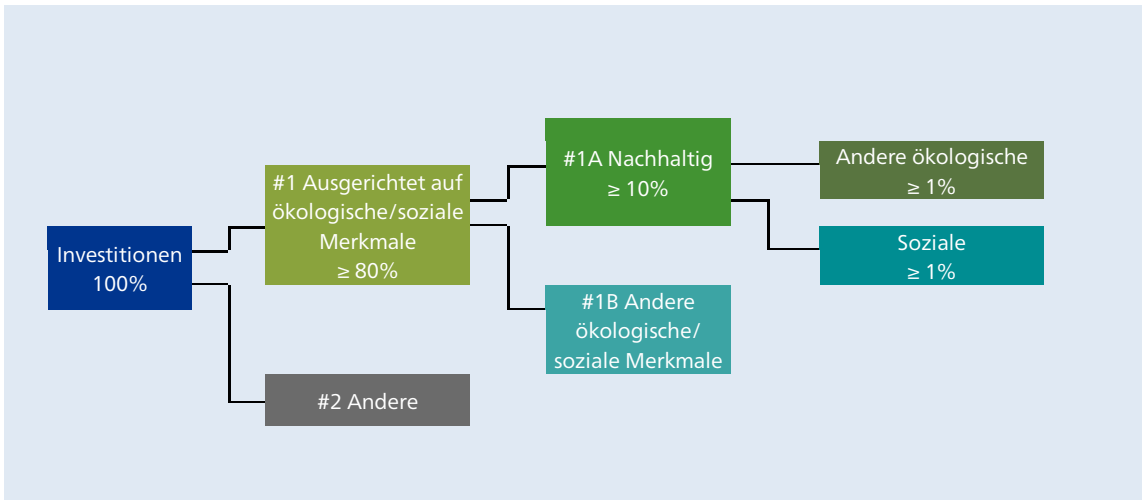 Investitionen
100%
#1 Ausgerichtet auf
ökologische/soziale
Merkmale
≥ 80%
#2 Andere
#1A Nachhaltig
≥ 10%
#1B Andere
ökologische/
soziale Merkmale
Andere ökologische
≥ 1%
Soziale
≥ 1%